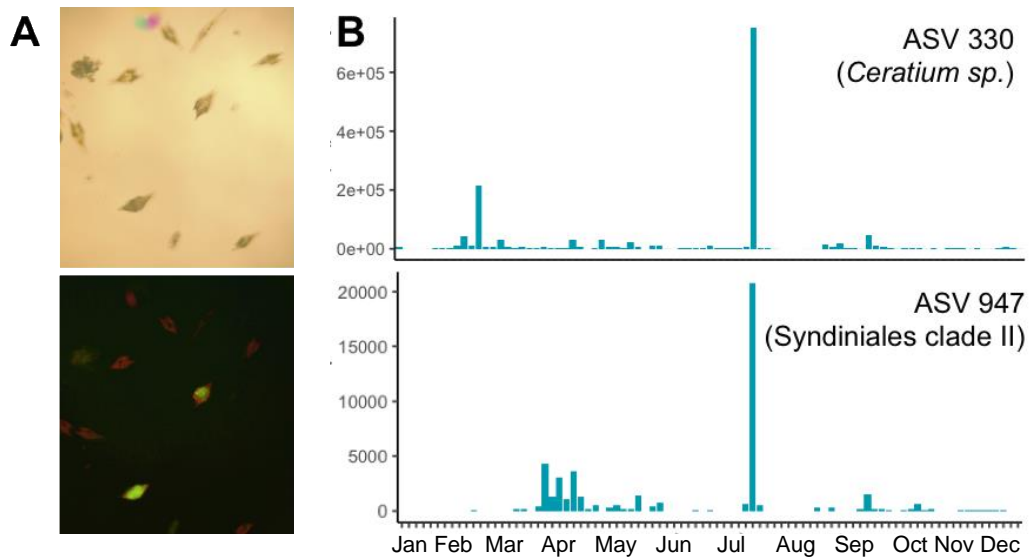 A
B
ASV 330
(Ceratium sp.)
6e+05
4e+05
2e+05
0e+00
ASV 947
(Syndiniales clade II)
20000
15000
10000
5000
0
Jan Feb Mar Apr May Jun Jul Aug Sep Oct Nov Dec